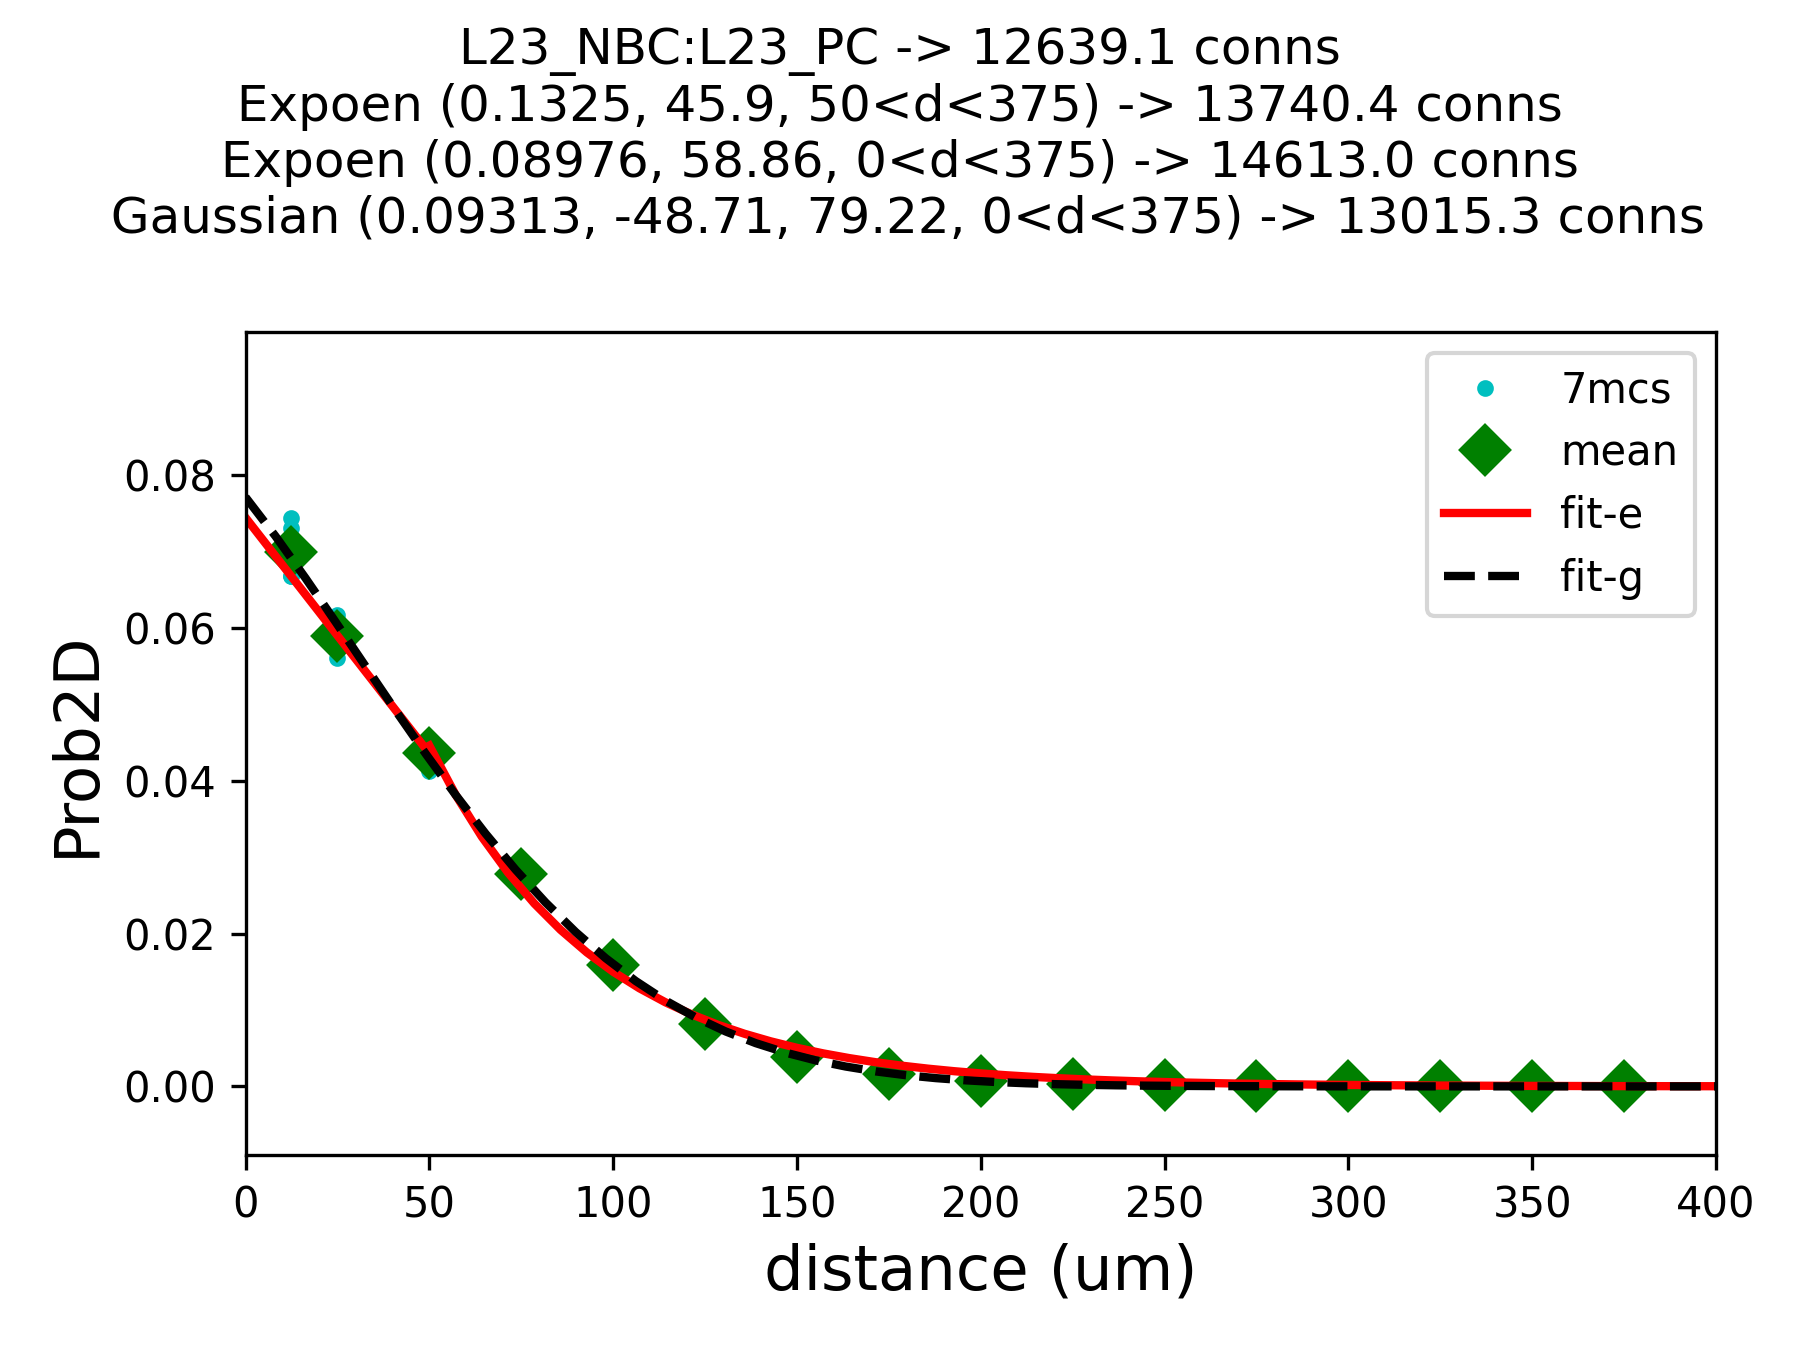 L23_NBC:L23_PC -> 12639.1 conns
Expoen (0.1325, 45.9, 50<d<375) -> 13740.4 conns
Expoen (0.08976, 58.86, 0<d<375) -> 14613.0 conns
Gaussian (0.09313, -48.71, 79.22, 0<d<375) -> 13015.3 conns
7mcs
mean
fit-e
fit-g
Prob2D
0.08
0.06
0.04
0.02
0.00
0 50 100 150 200 250 300 350 400
distance (um)